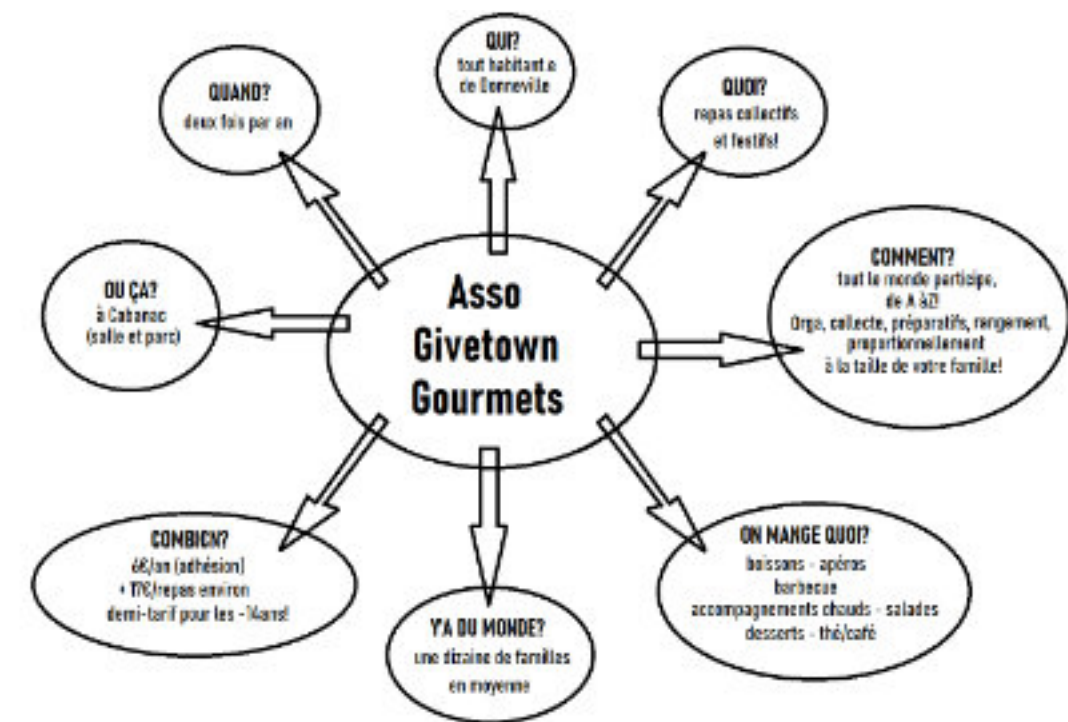 QUI?
tout habitant.e
de Donneville
QUAND?
deux fois par an
QUOI?
repas collectifs
et festifs!
OU ÇA?
à Cabanac
(salle et parc)
Asso
Givetown
Gourmets
COMMENT?
tout le monde participe,
de A à Z!
Orga, collecte, préparatifs, rangement,
proportionnellement
à la taille de votre famille!
COMBIEN?
6€/an (adhésion)
+ 17€/repas environ
demi-tarif pour les -14ans!
Y'A DU MONDE?
une dizaine de familles
en moyenne
ON MANGE QUOI?
boissons - apéros
barbecue
accompagnements chauds - salades
desserts - thé/café